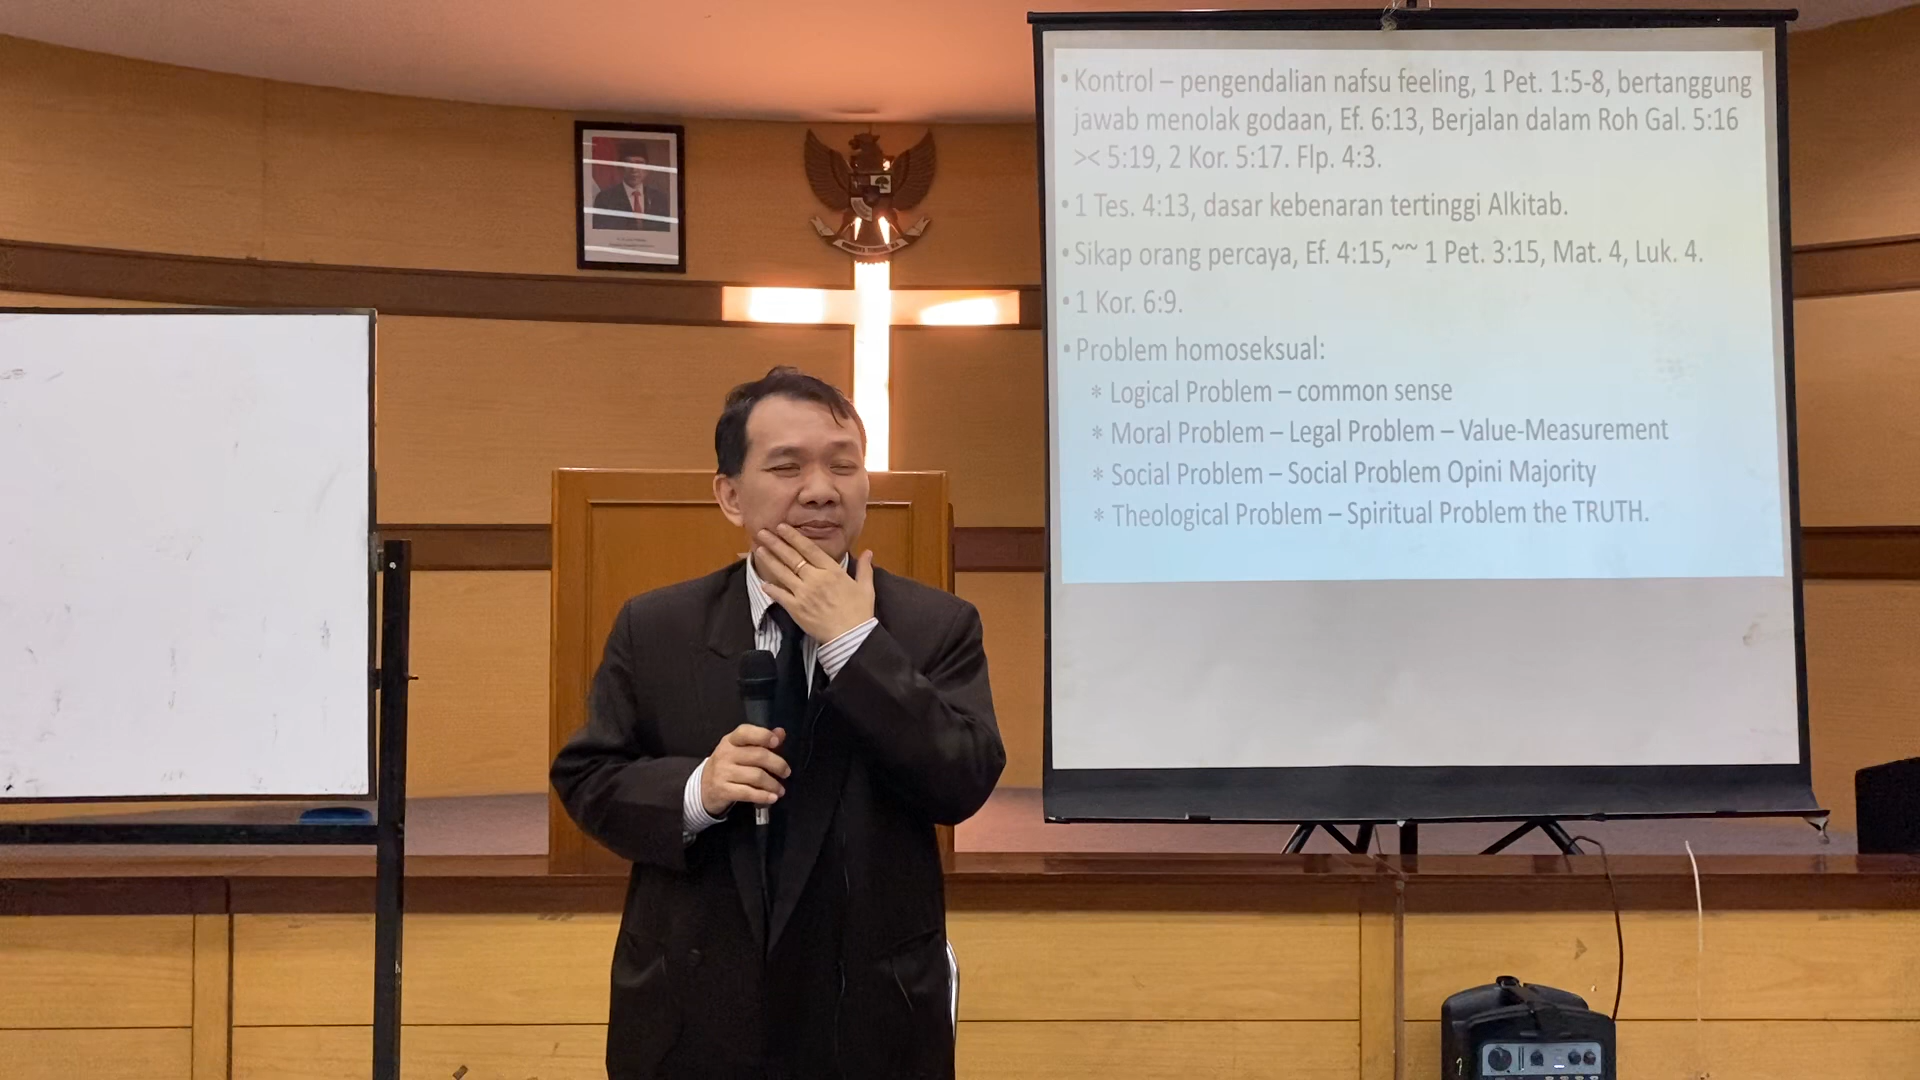 • Kontrol – pengendalian nafsu feeling, 1 Pet. 1:5-8, bertanggung
jawab menolak godaan, Ef. 6:13, Berjalan dalam Roh Gal. 5:16
>< 5:19, 2 Kor. 5:17. Flp. 4:3.
• 1 Tes. 4:13, dasar kebenaran tertinggi Alkitab.
• Sikap orang percaya, Ef. 4:15,~~ 1 Pet. 3:15, Mat. 4, Luk. 4.
• 1 Kor. 6:9.
• Problem homoseksual:
* Logical Problem – common sense
* Moral Problem – Legal Problem – Value-Measurement
* Social Problem – Social Problem Opini Majority
* Theological Problem – Spiritual Problem the TRUTH.